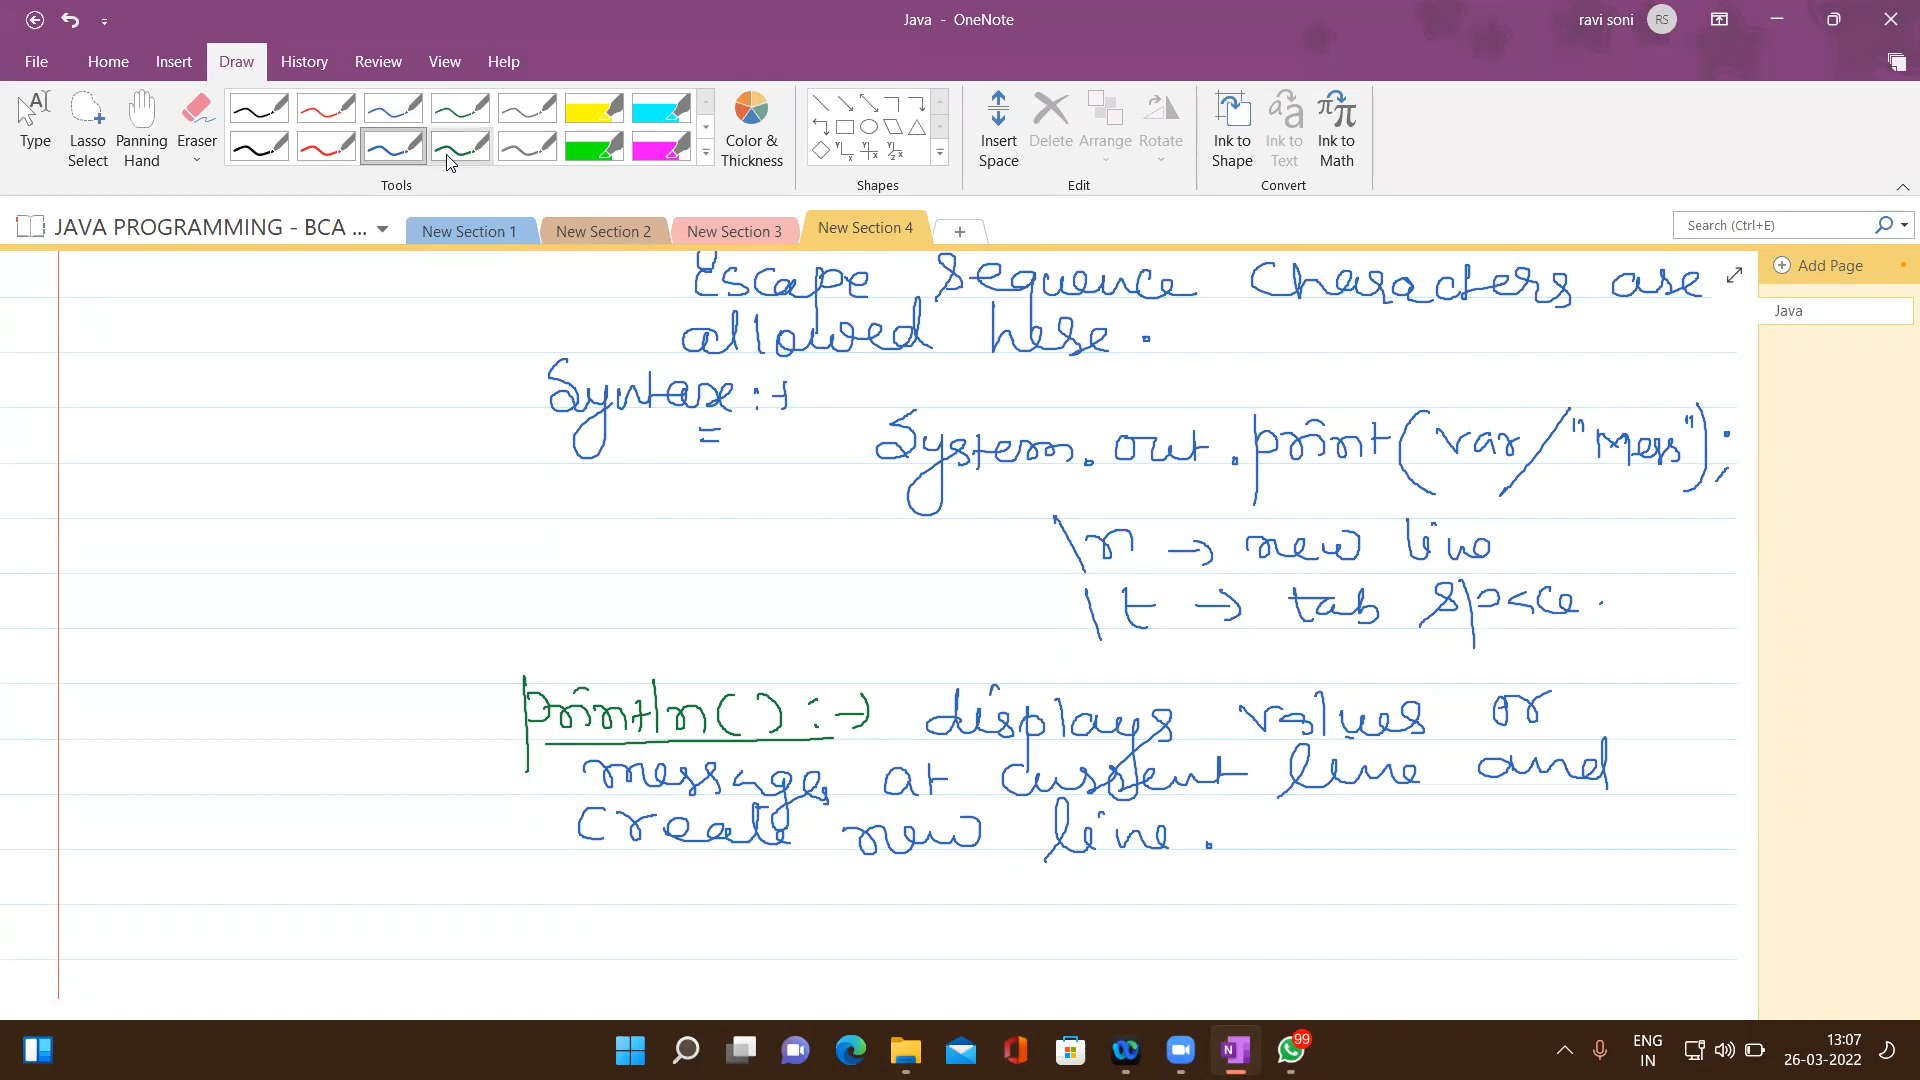 Java - OneNote
ravi soni RS
File Home Insert Draw History Review View Help
Type
Lasso Select
Panning Hand
Eraser
Color & Thickness
Insert Space
Delete
Arrange
Rotate
Ink to Shape
Ink to Text
Ink to Math
Tools Shapes Edit Convert
JAVA PROGRAMMING - BCA ... New Section 1 New Section 2 New Section 3 New Section 4 + Search (Ctrl+E)
Add Page
Java
Escape Sequence Characters are
allowed here.
Syntax :→
System.out.print(var/"Mess");
\n → new line
\t → tab space.
println() :→ displays values or
message at current line and
create new line.
99
ENG
IN
13:07
26-03-2022